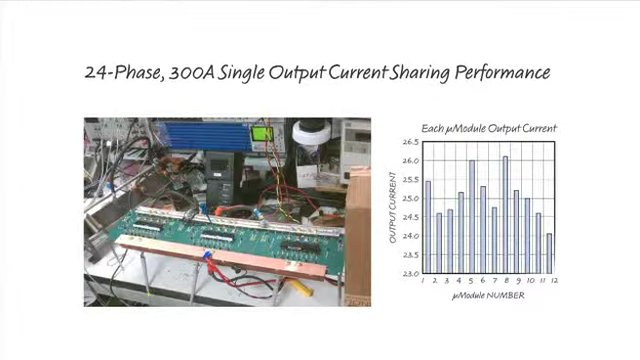 24-Phase, 300A Single Output Current Sharing Performance
Each µModule Output Current
OUTPUT CURRENT
26.5
26.0
25.5
25.0
24.5
24.0
23.5
23.0
1 2 3 4 5 6 7 8 9 10 11 12
µModule NUMBER